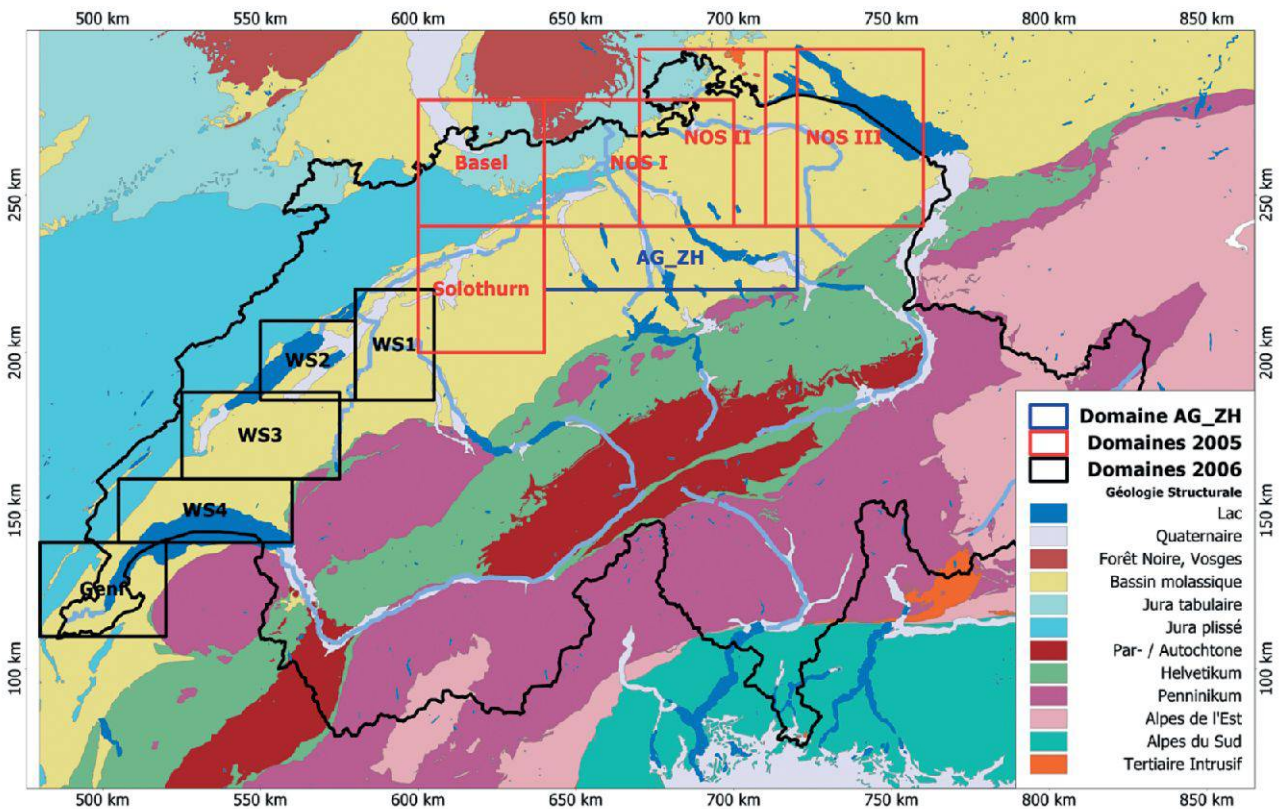 500 km 550 km 600 km 650 km 700 km 750 km 800 km 850 km
Basel
NOS I
NOS II
NOS III
250 km
250 km
AG_ZH
Solothurn
WS1
WS2
200 km
200 km
WS3
WS4
150 km
150 km
Genf
100 km
100 km
Domaine AG_ZH
Domaines 2005
Domaines 2006
Géologie Structurale
Lac
Quaternaire
Forêt Noire, Vosges
Bassin molassique
Jura tabulaire
Jura plissé
Par- / Autochtone
Helvetikum
Penninikum
Alpes de l'Est
Alpes du Sud
Tertiaire Intrusif
500 km 550 km 600 km 650 km 700 km 750 km 800 km 850 km